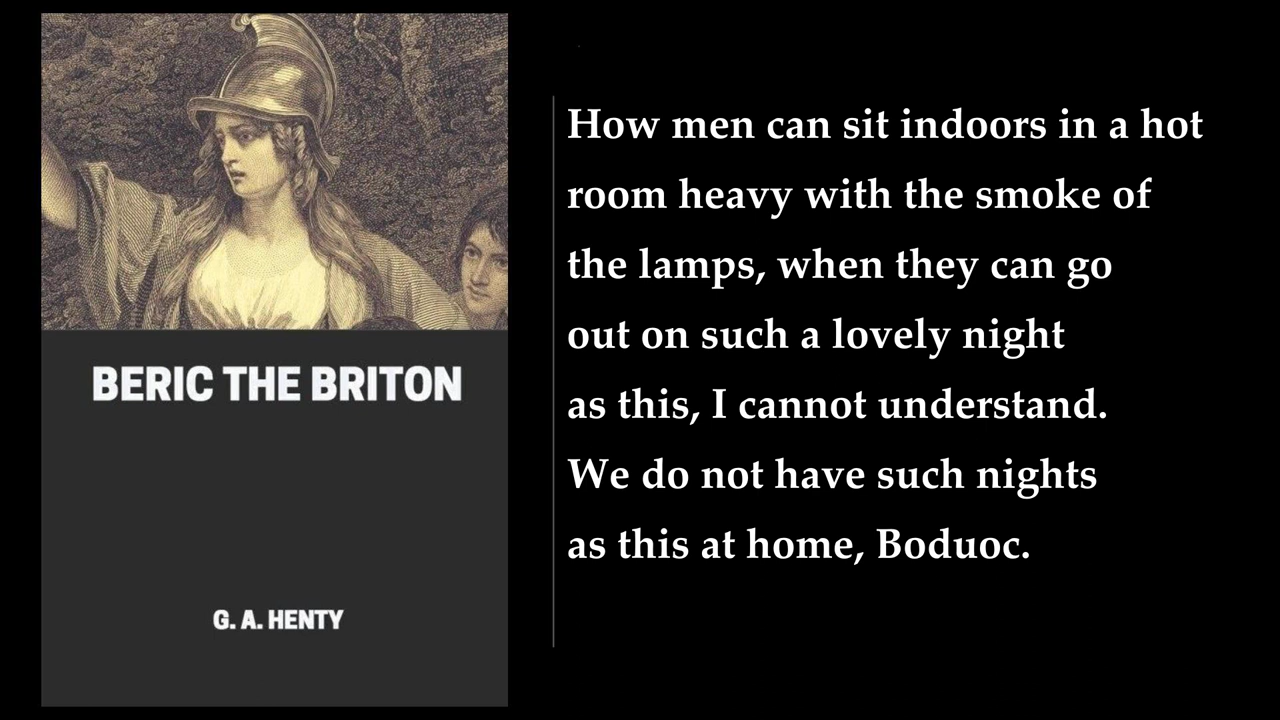 BERIC THE BRITON
G. A. HENTY
How men can sit indoors in a hot
room heavy with the smoke of
the lamps, when they can go
out on such a lovely night
as this, I cannot understand.
We do not have such nights
as this at home, Boduoc.